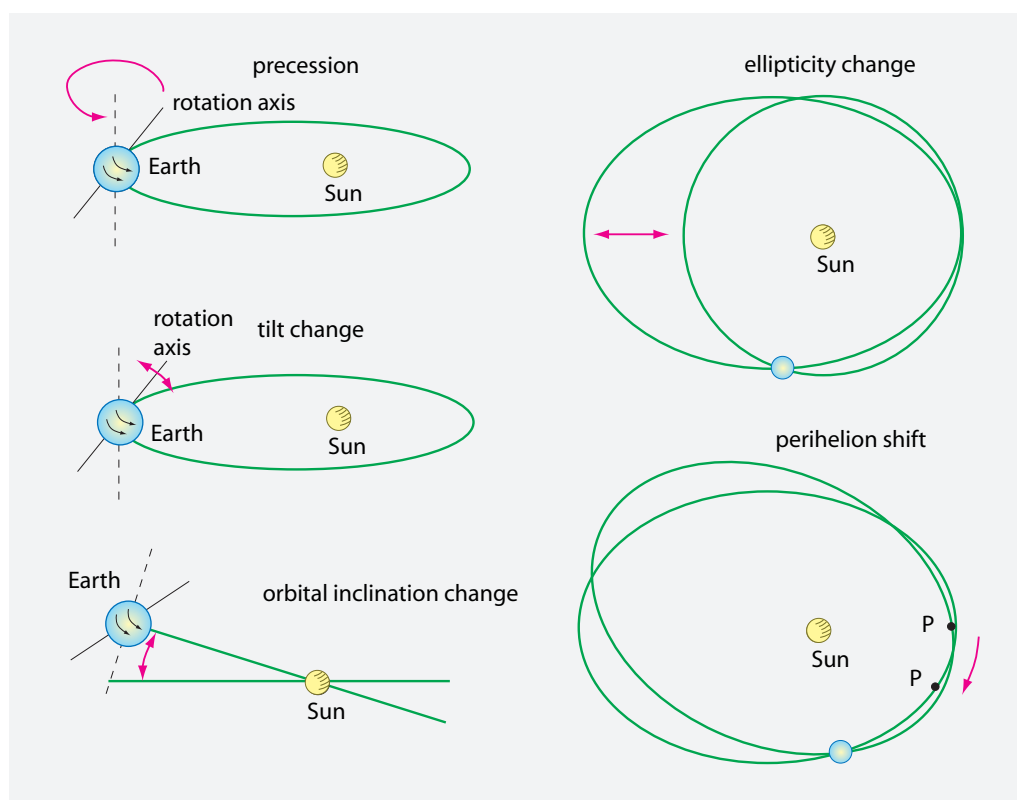 precession
rotation axis
Earth
Sun
rotation
axis
tilt change
Earth
Sun
Earth
orbital inclination change
Sun
ellipticity change
Sun
perihelion shift
P
Sun
P